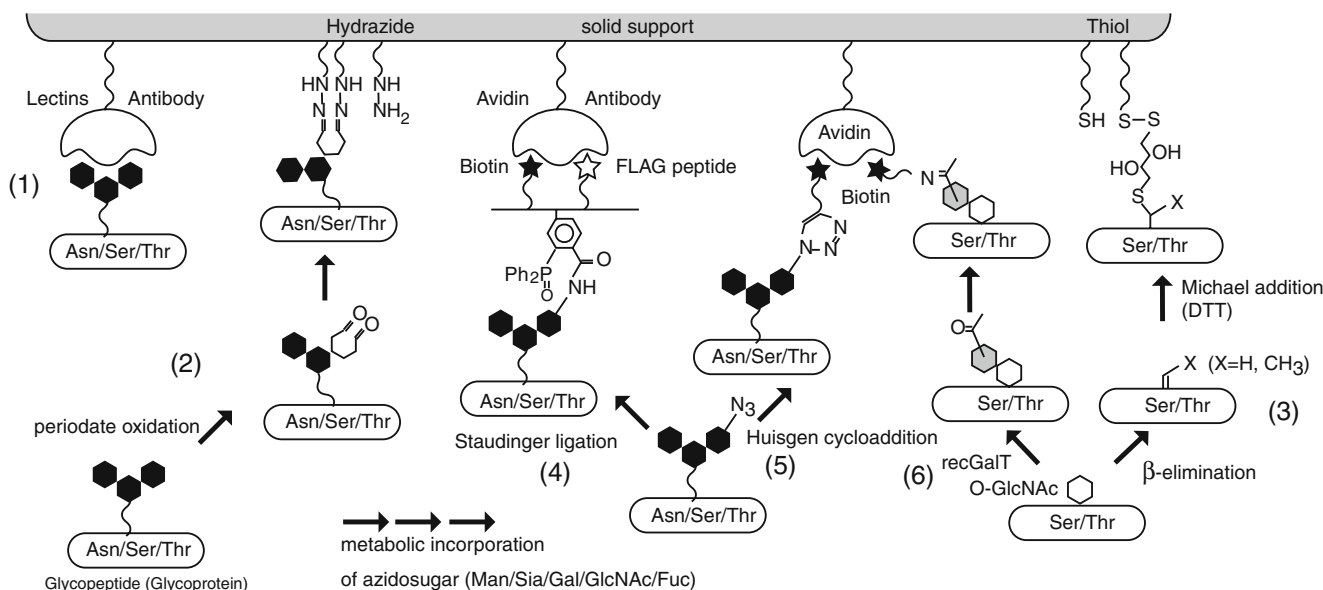 Hydrazide
solid support
Thiol
Lectins
Antibody
(1)
Asn/Ser/Thr
HN
NH
NH
N
N
NH2
Asn/Ser/Thr
Avidin
Antibody
Biotin
FLAG peptide
Ph2P
O
O
NH
Asn/Ser/Thr
Avidin
Biotin
N
N
N
N
Asn/Ser/Thr
Ser/Thr
SH
S–S
HO
OH
S
X
Ser/Thr
(2)
O
O
Asn/Ser/Thr
periodate oxidation
Asn/Ser/Thr
Glycopeptide (Glycoprotein)
Staudinger ligation
(4)
N3
Asn/Ser/Thr
Huisgen cycloaddition
(5)
metabolic incorporation
of azidosugar (Man/Sia/Gal/GlcNAc/Fuc)
O
Ser/Thr
(6)
recGalT
O-GlcNAc
Ser/Thr
Michael addition
(DTT)
X (X=H, CH3)
Ser/Thr
(3)
β-elimination